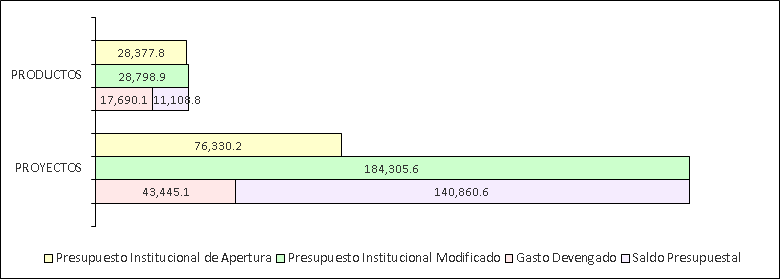 28,377.8
PRODUCTOS
28,798.9
17,690.1 11,108.8
76,330.2
PROYECTOS
184,305.6
43,445.1 140,860.6
Presupuesto Institucional de Apertura Presupuesto Institucional Modificado Gasto Devengado Saldo Presupuestal